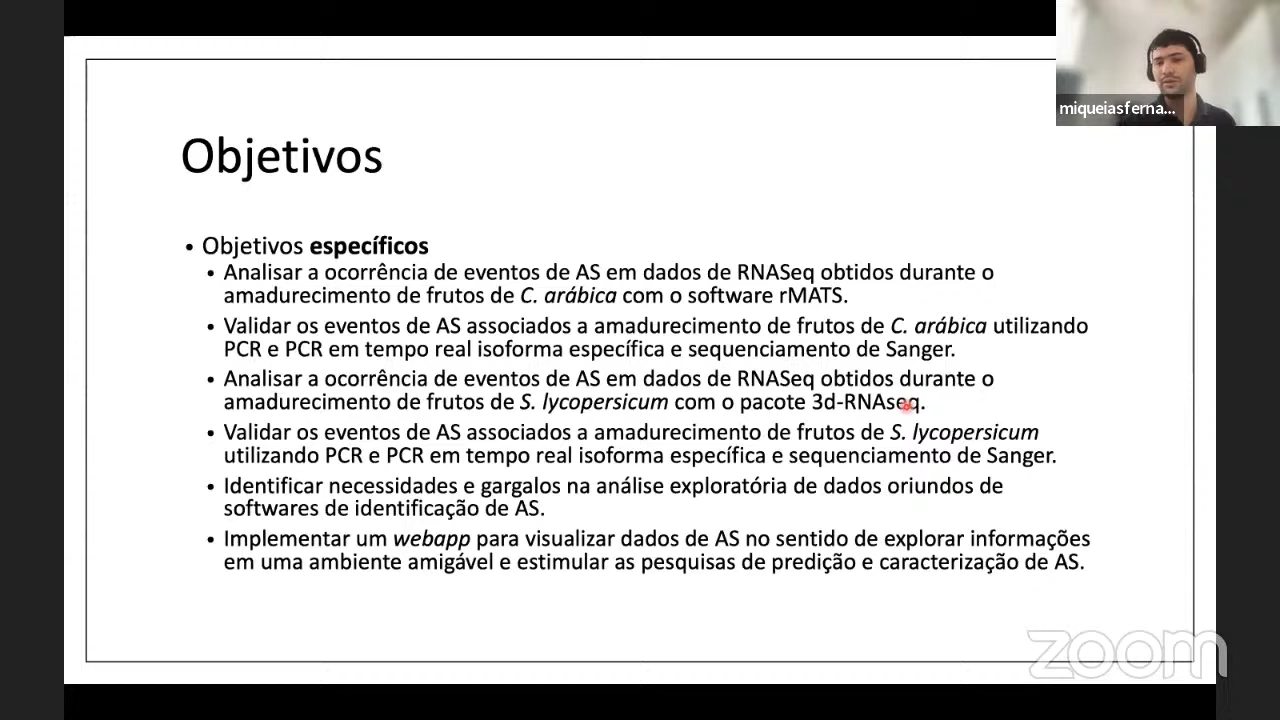 miqueiasferna...
Objetivos
• Objetivos específicos
• Analisar a ocorrência de eventos de AS em dados de RNASeq obtidos durante o
amadurecimento de frutos de C. arábica com o software rMATS.
• Validar os eventos de AS associados a amadurecimento de frutos de C. arábica utilizando
PCR e PCR em tempo real isoforma específica e sequenciamento de Sanger.
• Analisar a ocorrência de eventos de AS em dados de RNASeq obtidos durante o
amadurecimento de frutos de S. lycopersicum com o pacote 3d-RNAseq.
• Validar os eventos de AS associados a amadurecimento de frutos de S. lycopersicum
utilizando PCR e PCR em tempo real isoforma específica e sequenciamento de Sanger.
• Identificar necessidades e gargalos na análise exploratória de dados oriundos de
softwares de identificação de AS.
• Implementar um webapp para visualizar dados de AS no sentido de explorar informações
em uma ambiente amigável e estimular as pesquisas de predição e caracterização de AS.
zoom